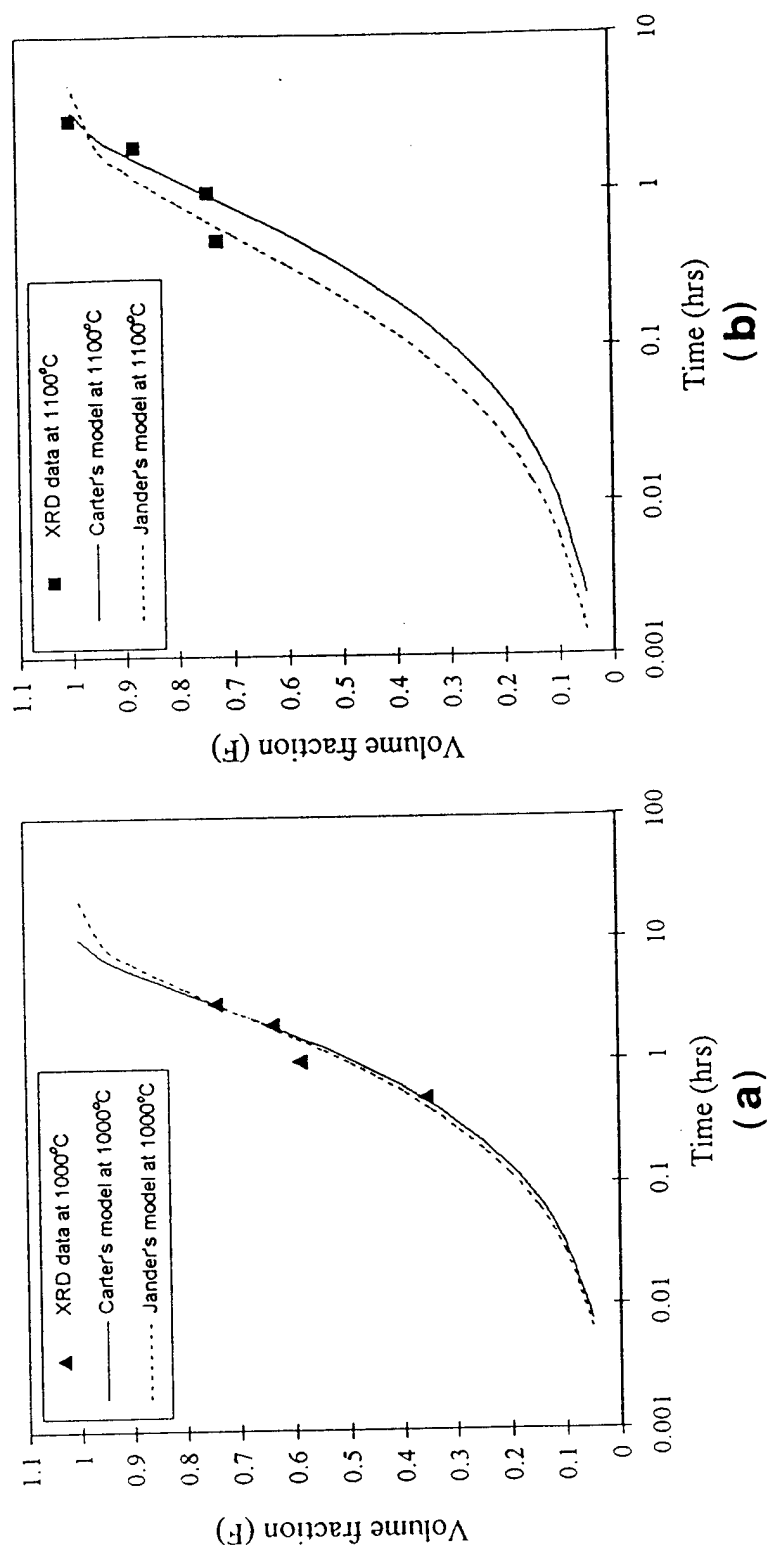 Volume fraction (F)
1.1
1
0.9
0.8
0.7
0.6
0.5
0.4
0.3
0.2
0.1
0
▲ XRD data at 1000°C
Carter's model at 1000°C
Jander's model at 1000°C
0.001
0.01
0.1
1
10
100
Time (hrs)
(a)
Volume fraction (F)
1.1
1
0.9
0.8
0.7
0.6
0.5
0.4
0.3
0.2
0.1
0
■ XRD data at 1100°C
Carter's model at 1100°C
Jander's model at 1100°C
0.001
0.01
0.1
1
10
Time (hrs)
(b)